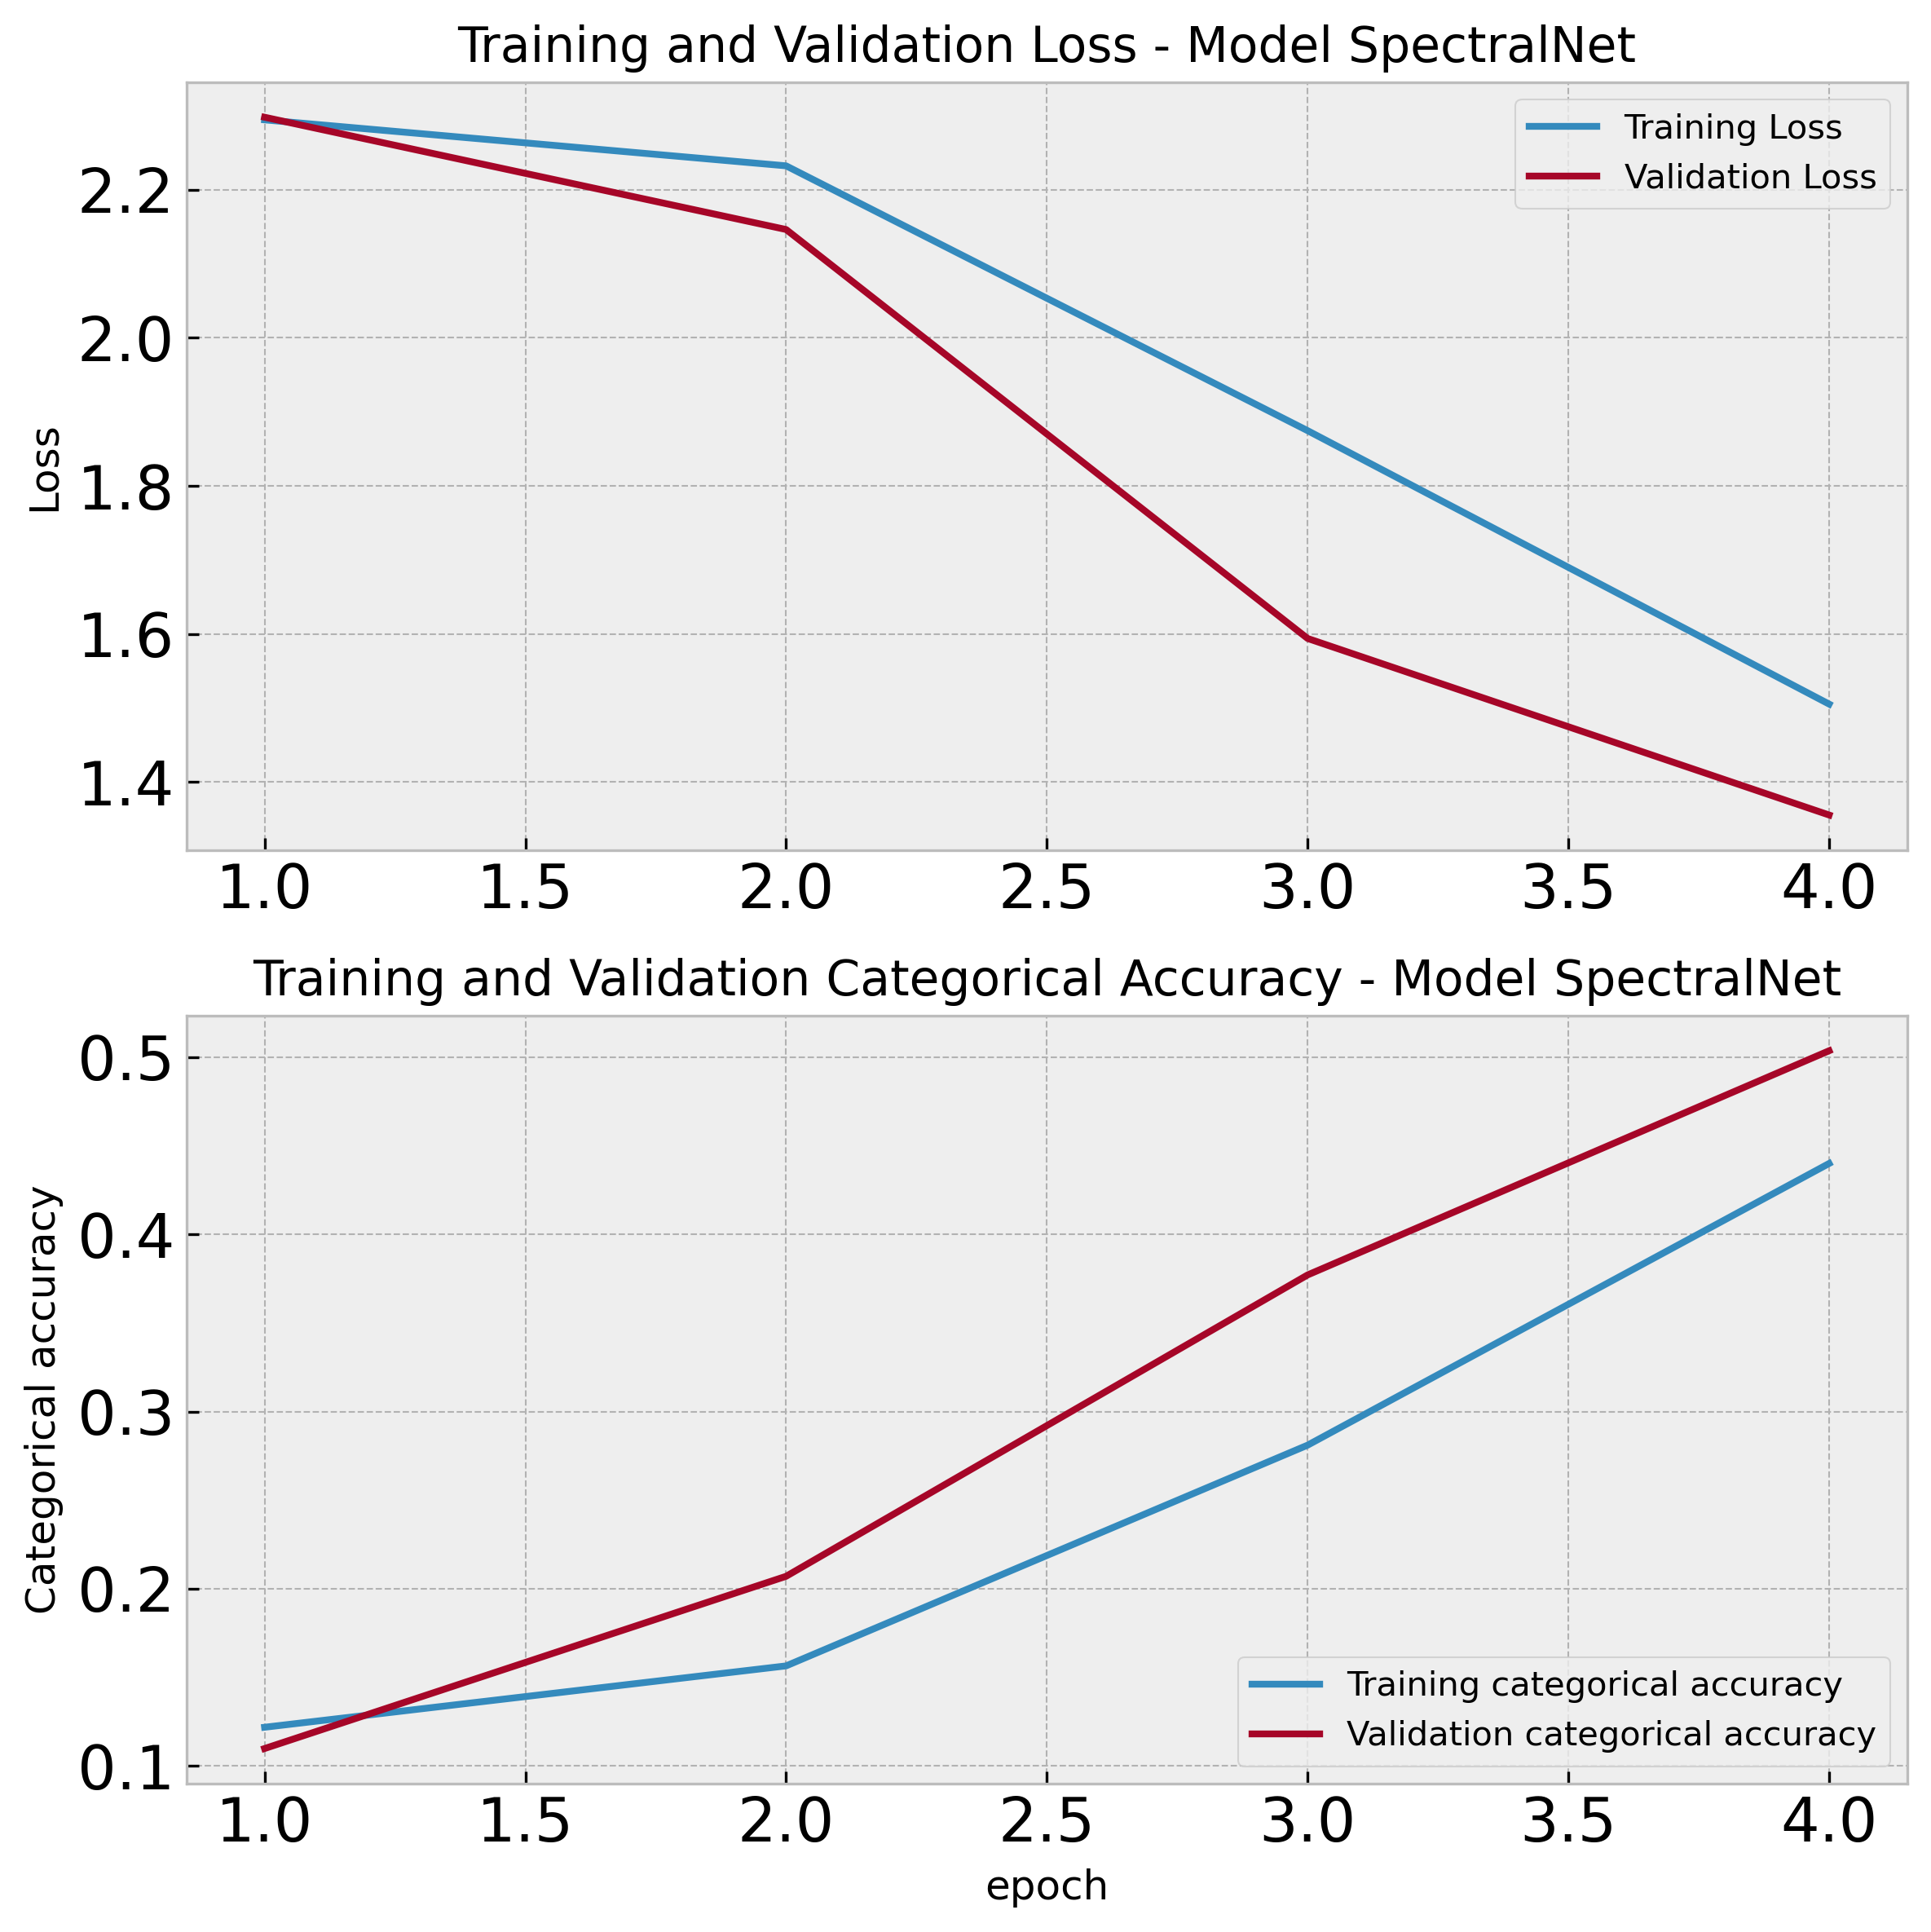 Training and Validation Loss - Model SpectralNet
Training Loss
Validation Loss
Loss
2.2
2.0
1.8
1.6
1.4
1.0 1.5 2.0 2.5 3.0 3.5 4.0
Training and Validation Categorical Accuracy - Model SpectralNet
Categorical accuracy
0.5
0.4
0.3
0.2
0.1
Training categorical accuracy
Validation categorical accuracy
1.0 1.5 2.0 2.5 3.0 3.5 4.0
epoch